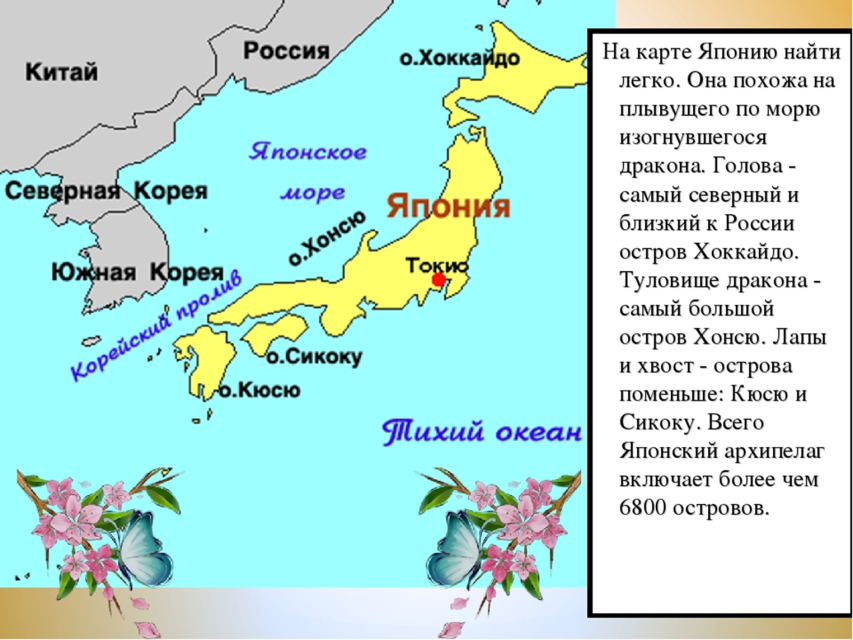 Китай
Россия
о.Хоккайдо
Японское
море
Северная Корея
Япония
о.Хонсю
Токио
Южная Корея
Корейский пролив
о.Сикоку
о.Кюсю
Тихий океан
На карте Японию найти
легко. Она похожа на
плывущего по морю
изогнувшегося
дракона. Голова -
самый северный и
близкий к России
остров Хоккайдо.
Туловище дракона -
самый большой
остров Хонсю. Лапы
и хвост - острова
поменьше: Кюсю и
Сикоку. Всего
Японский архипелаг
включает более чем
6800 островов.